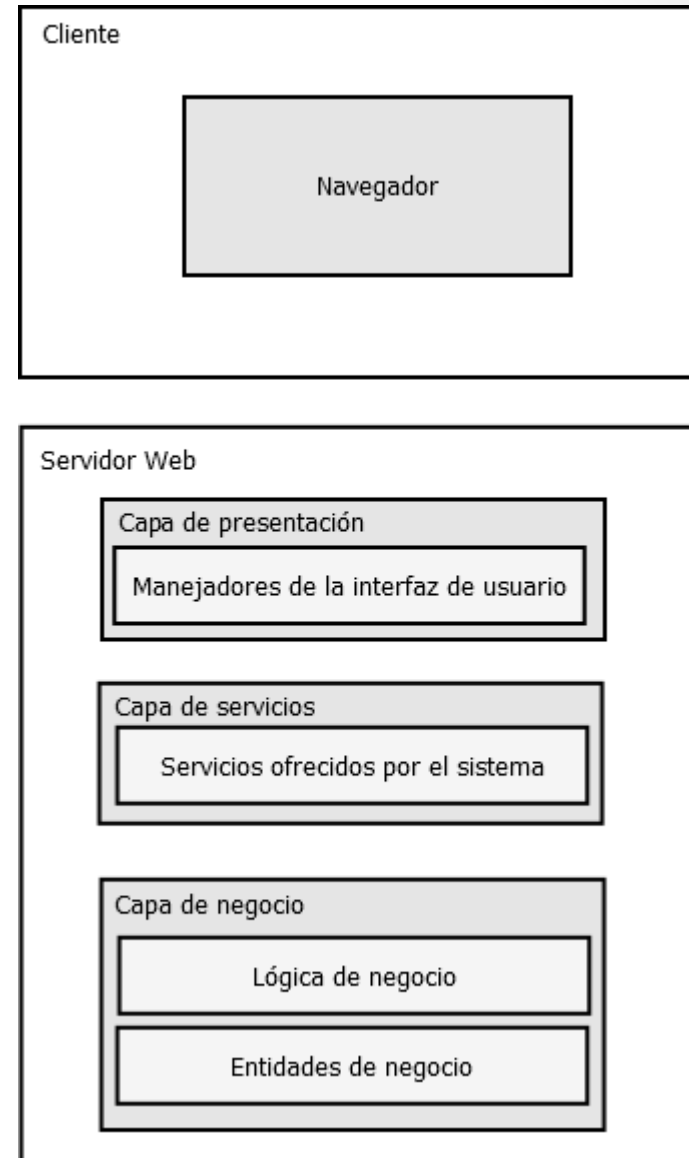 Cliente
Navegador
Servidor Web
Capa de presentación
Manejadores de la interfaz de usuario
Capa de servicios
Servicios ofrecidos por el sistema
Capa de negocio
Lógica de negocio
Entidades de negocio